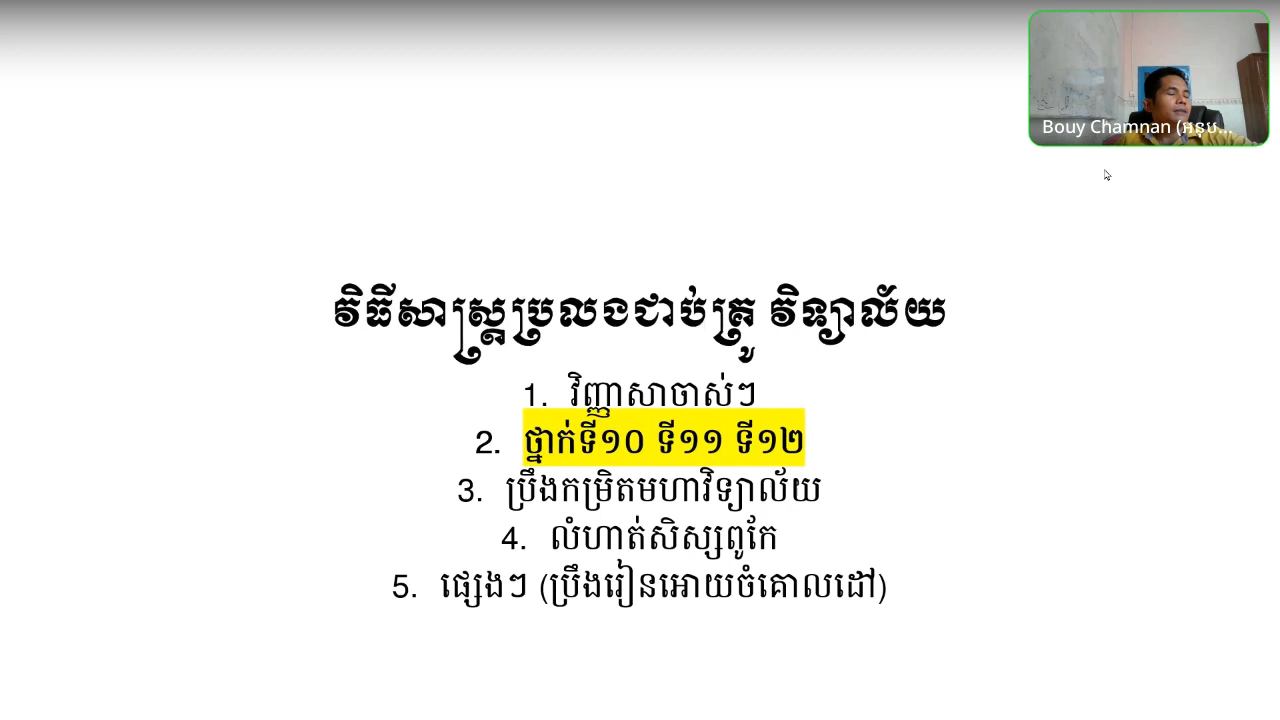 Bouy Chamnan (អនុប...
វិធីសាស្ត្រប្រលងជាប់គ្រូ វិទ្យាល័យ
1. វិញ្ញាសាចាស់ៗ
2. ថ្នាក់ទី១០ ទី១១ ទី១២
3. ប្រឹងកម្រិតមហាវិទ្យាល័យ
4. លំហាត់សិស្សពូកែ
5. ផ្សេងៗ (ប្រឹងរៀនអោយចំគោលដៅ)